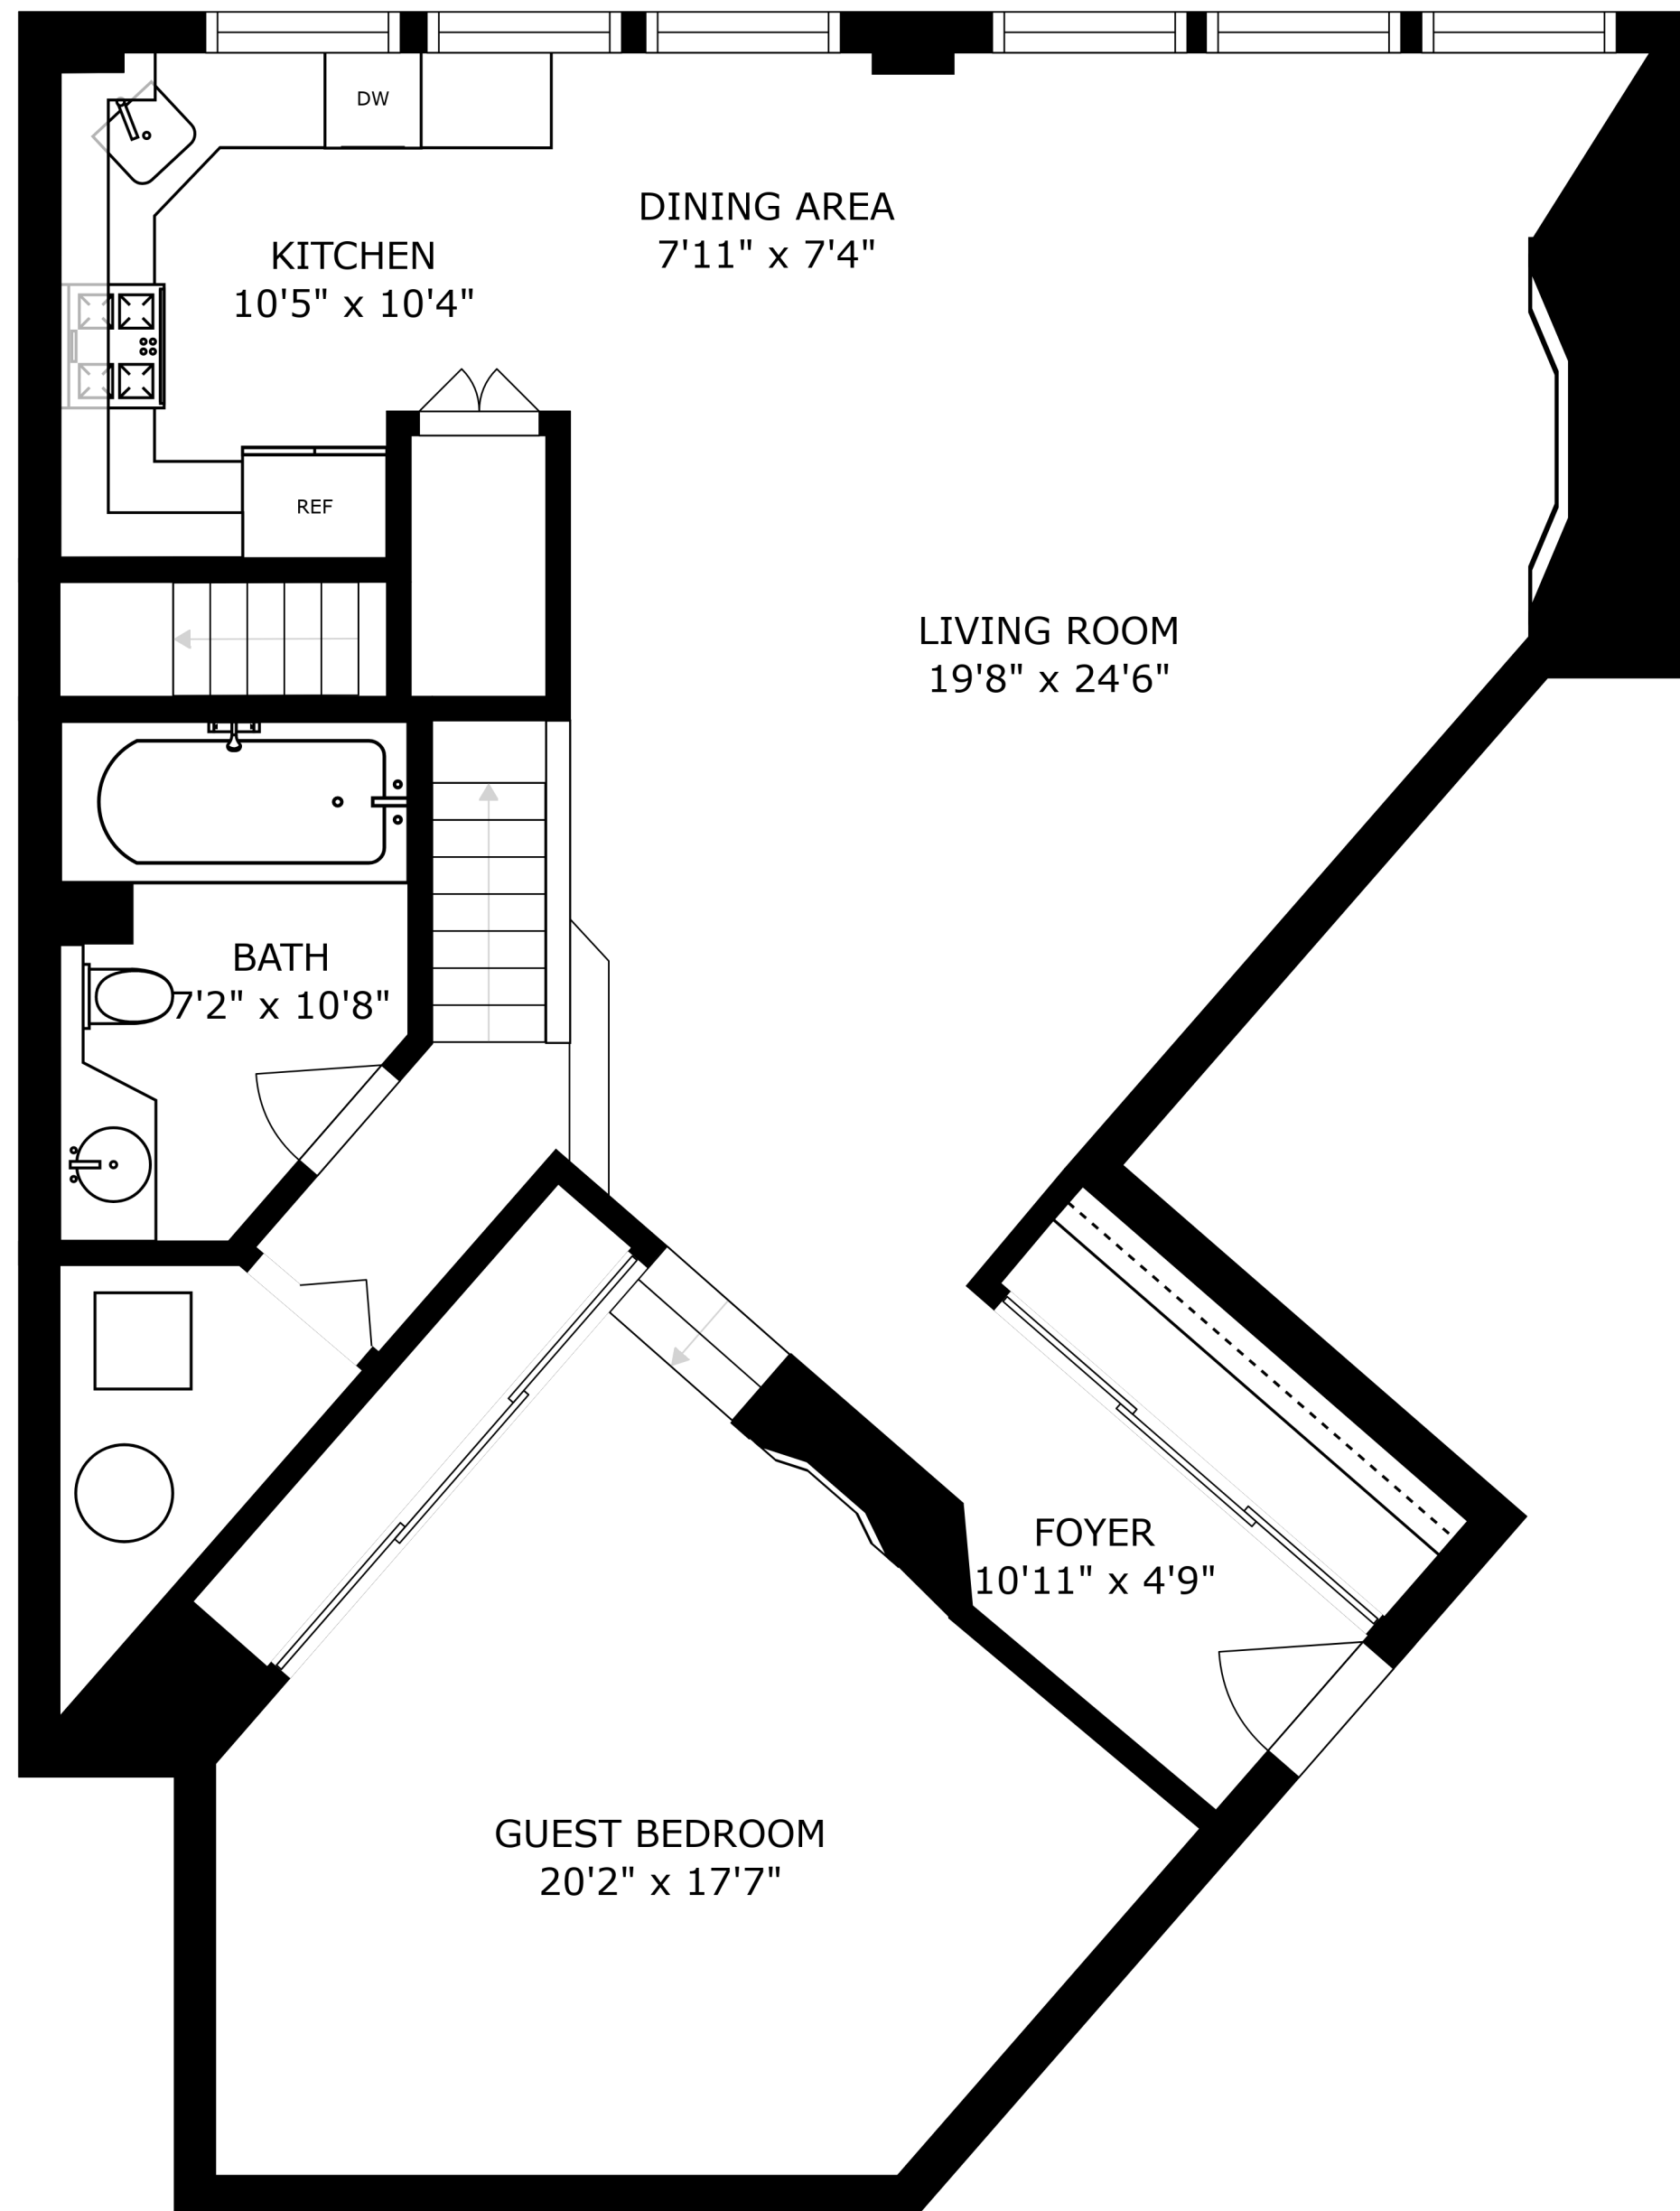 DW
DINING AREA
7'11" x 7'4"
KITCHEN
10'5" x 10'4"
REF
LIVING ROOM
19'8" x 24'6"
BATH
7'2" x 10'8"
FOYER
10'11" x 4'9"
GUEST BEDROOM
20'2" x 17'7"